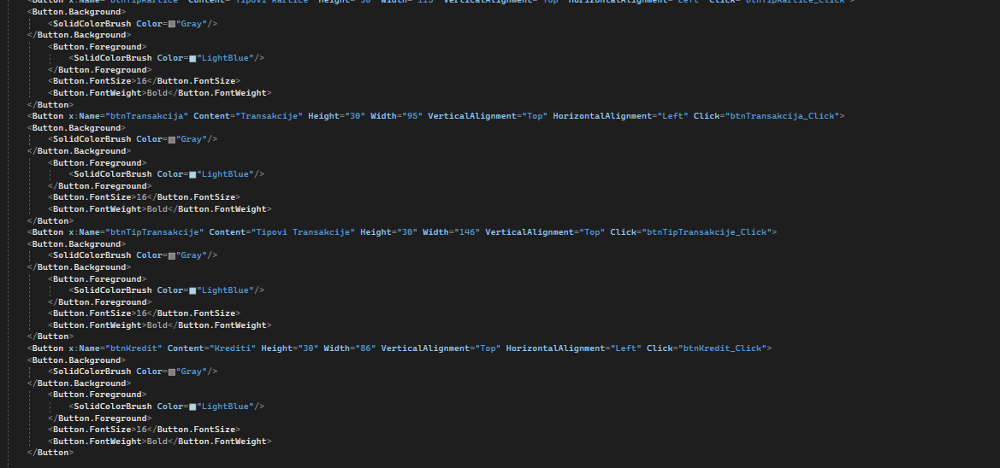 <Button x:Name="btnTipKartice" Content="Tipovi Kartice" Height="30" Width="115" VerticalAlignment="Top" HorizontalAlignment="Left" Click="btnTipKartice_Click">
<Button.Background>
<SolidColorBrush Color="Gray"/>
</Button.Background>
<Button.Foreground>
<SolidColorBrush Color="LightBlue"/>
</Button.Foreground>
<Button.FontSize>16</Button.FontSize>
<Button.FontWeight>Bold</Button.FontWeight>
</Button>
<Button x:Name="btnTransakcija" Content="Transakcije" Height="30" Width="95" VerticalAlignment="Top" HorizontalAlignment="Left" Click="btnTransakcija_Click">
<Button.Background>
<SolidColorBrush Color="Gray"/>
</Button.Background>
<Button.Foreground>
<SolidColorBrush Color="LightBlue"/>
</Button.Foreground>
<Button.FontSize>16</Button.FontSize>
<Button.FontWeight>Bold</Button.FontWeight>
</Button>
<Button x:Name="btnTipTransakcije" Content="Tipovi Transakcije" Height="30" Width="146" VerticalAlignment="Top" Click="btnTipTransakcije_Click">
<Button.Background>
<SolidColorBrush Color="Gray"/>
</Button.Background>
<Button.Foreground>
<SolidColorBrush Color="LightBlue"/>
</Button.Foreground>
<Button.FontSize>16</Button.FontSize>
<Button.FontWeight>Bold</Button.FontWeight>
</Button>
<Button x:Name="btnKredit" Content="Krediti" Height="30" Width="86" VerticalAlignment="Top" HorizontalAlignment="Left" Click="btnKredit_Click">
<Button.Background>
<SolidColorBrush Color="Gray"/>
</Button.Background>
<Button.Foreground>
<SolidColorBrush Color="LightBlue"/>
</Button.Foreground>
<Button.FontSize>16</Button.FontSize>
<Button.FontWeight>Bold</Button.FontWeight>
</Button>